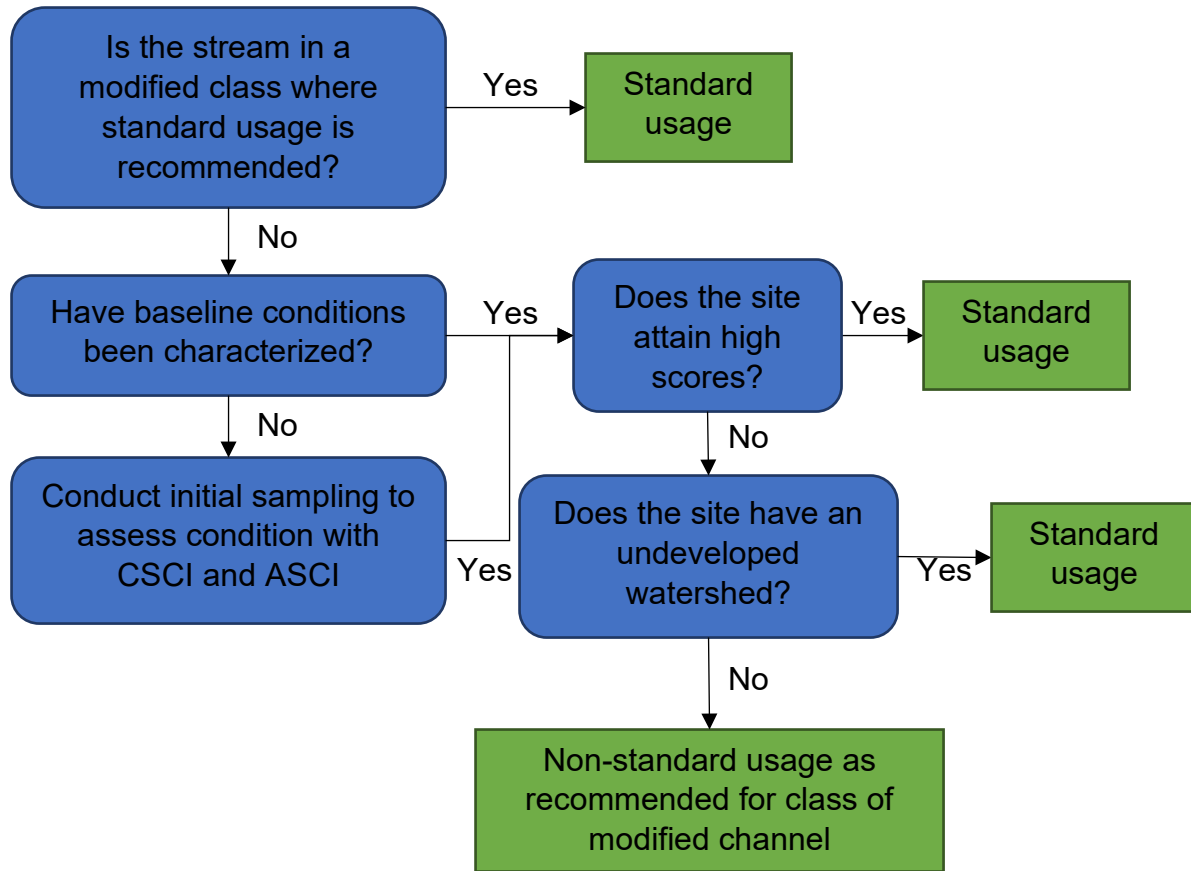 Is the stream in a
modified class where
standard usage is
recommended?
Yes
Standard
usage
No
Have baseline conditions
been characterized?
Yes
Does the site
attain high
scores?
Yes
Standard
usage
No
No
Conduct initial sampling to
assess condition with
CSCI and ASCI
Yes
Does the site have an
undeveloped
watershed?
Yes
Standard
usage
No
Non-standard usage as
recommended for class of
modified channel